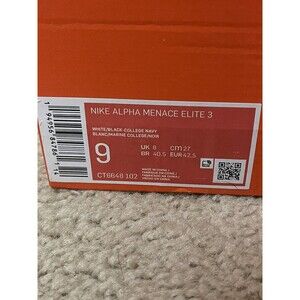 NIKE ALPHA MENACE ELITE 3
WHITE/BLACK-COLLEGE NAVY
BLANC/MARINE COLLEGE/NOIR
9
UK 8 CM 27
BR 40.5 EUR 42,5
CT6648 102